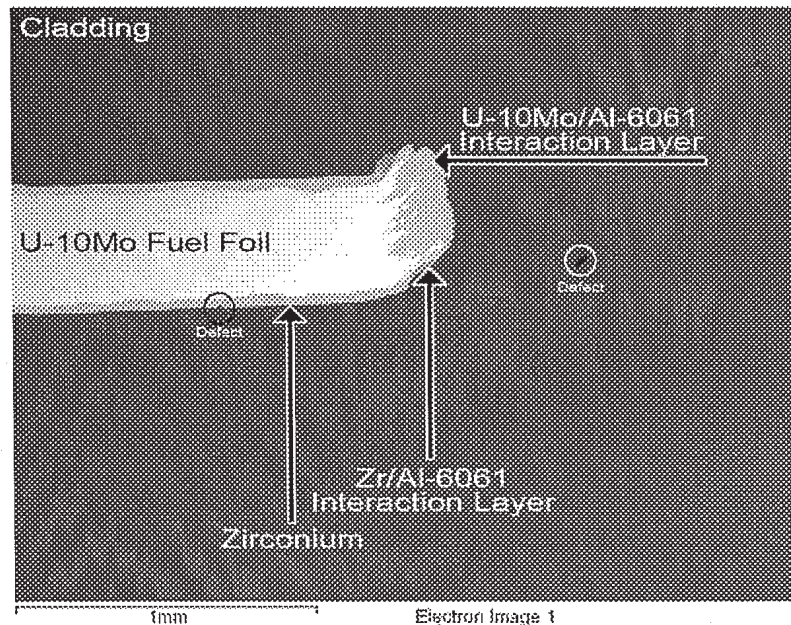 Cladding
U-10Mo/Al-6061
Interaction Layer
U-10Mo Fuel Foil
Defect
Defect
Zr/Al-6061
Interaction Layer
Zirconium
1mm
Electron Image 1